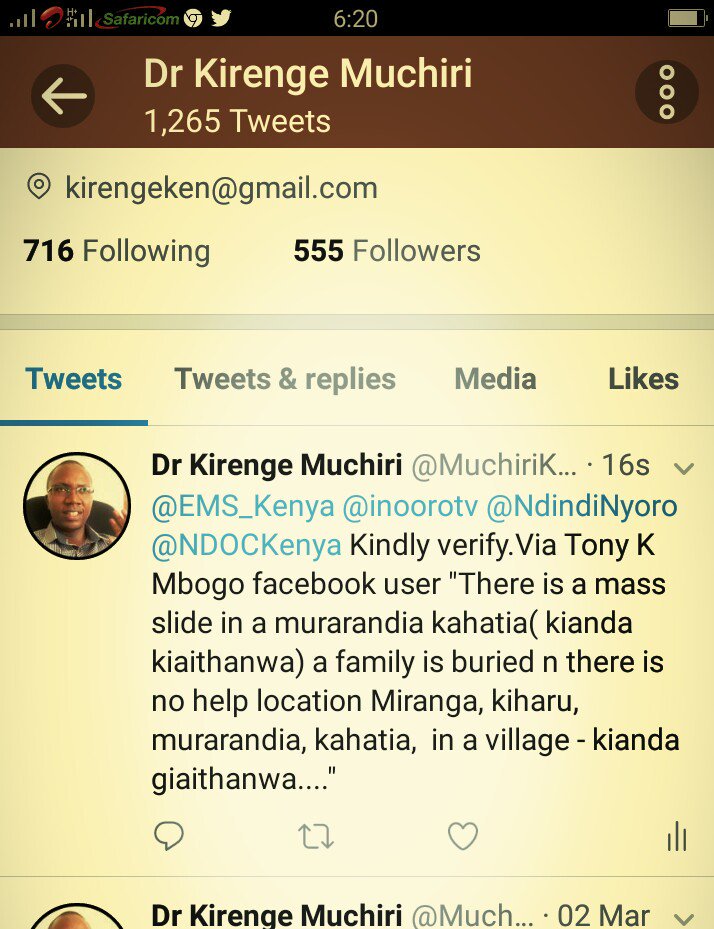 Safaricom 6:20
Dr Kirenge Muchiri
1,265 Tweets
kirengeken@gmail.com
716 Following 555 Followers
Tweets Tweets & replies Media Likes
Dr Kirenge Muchiri @MuchiriK... · 16s
@EMS_Kenya @inoorotv @NdindiNyoro
@NDOCKenya Kindly verify.Via Tony K
Mbogo facebook user "There is a mass
slide in a murarandia kahatia( kianda
kiaithanwa) a family is buried n there is
no help location Miranga, kiharu,
murarandia, kahatia,  in a village - kianda
giaithanwa...."
Dr Kirenge Muchiri @Much... · 02 Mar